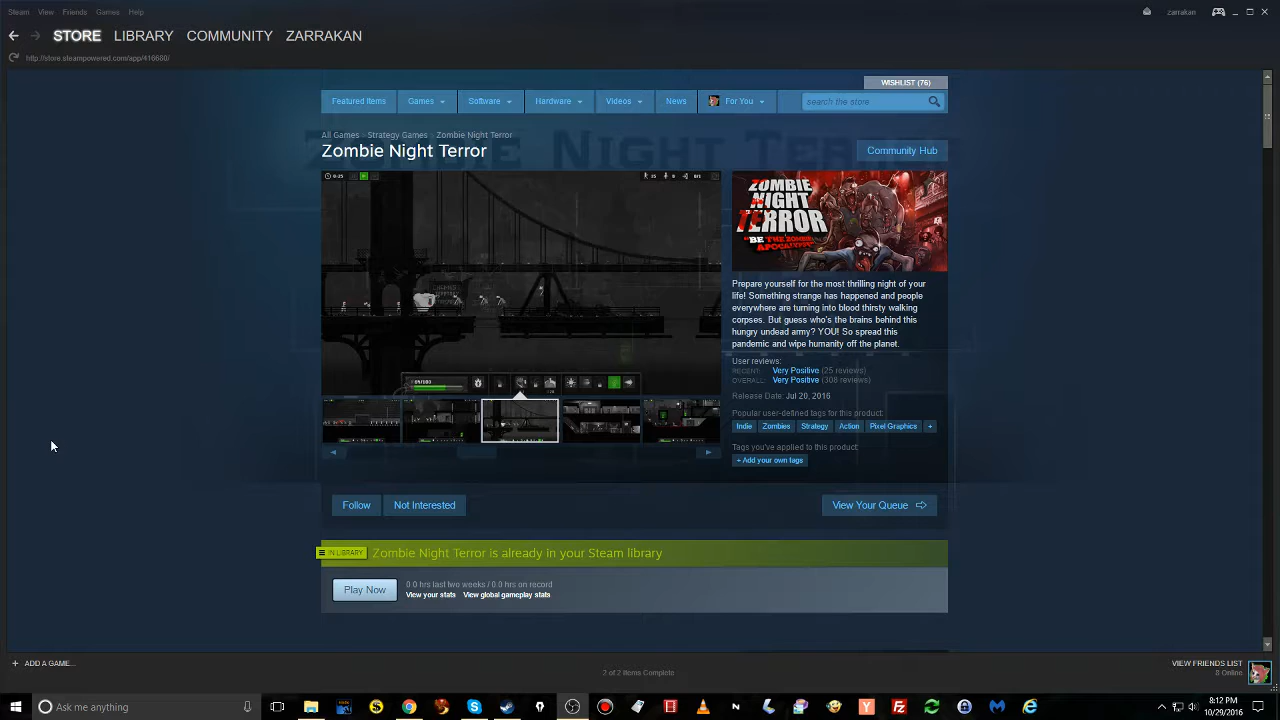 Steam View Friends Games Help
zarrakan
STORE LIBRARY COMMUNITY ZARRAKAN
http://store.steampowered.com/app/416680/
WISHLIST (76)
Featured Items Games Software Hardware Videos News For You search the store
All Games > Strategy Games > Zombie Night Terror
Zombie Night Terror
Community Hub
ZOMBIE
NIGHT
TERROR
"BE THE ZOMBIE
APOCALYPSE"
Prepare yourself for the most thrilling night of your
life! Something strange has happened and people
everywhere are turning into blood thirsty walking
corpses. But guess who's the brains behind this
hungry undead army? YOU! So spread this
pandemic and wipe humanity off the planet.
User reviews:
RECENT: Very Positive (25 reviews)
OVERALL: Very Positive (308 reviews)
Release Date: Jul 20, 2016
Popular user-defined tags for this product:
Indie Zombies Strategy Action Pixel Graphics +
Tags you've applied to this product:
+ Add your own tags
Follow Not Interested View Your Queue
IN LIBRARY Zombie Night Terror is already in your Steam library
Play Now
0.0 hrs last two weeks / 0.0 hrs on record
View your stats View global gameplay stats
+ ADD A GAME...
2 of 2 Items Complete
VIEW FRIENDS LIST
8 Online
Ask me anything
8:12 PM
10/29/2016